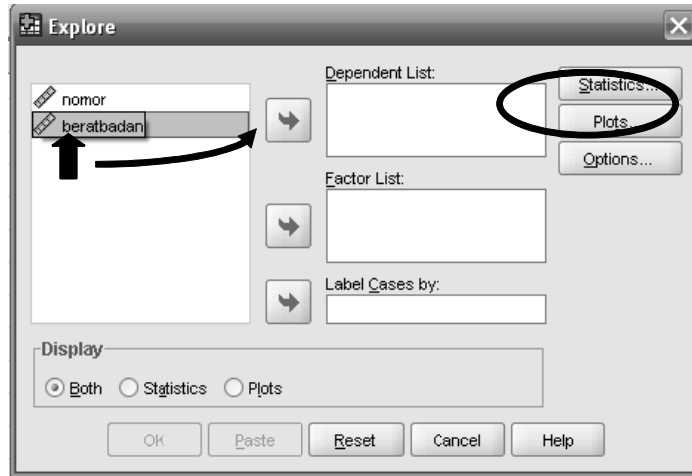 Explore
nomor
beratbadan
Dependent List:
Statistics...
Plots...
Options...
Factor List:
Label Cases by:
Display
Both Statistics Plots
OK Paste Reset Cancel Help